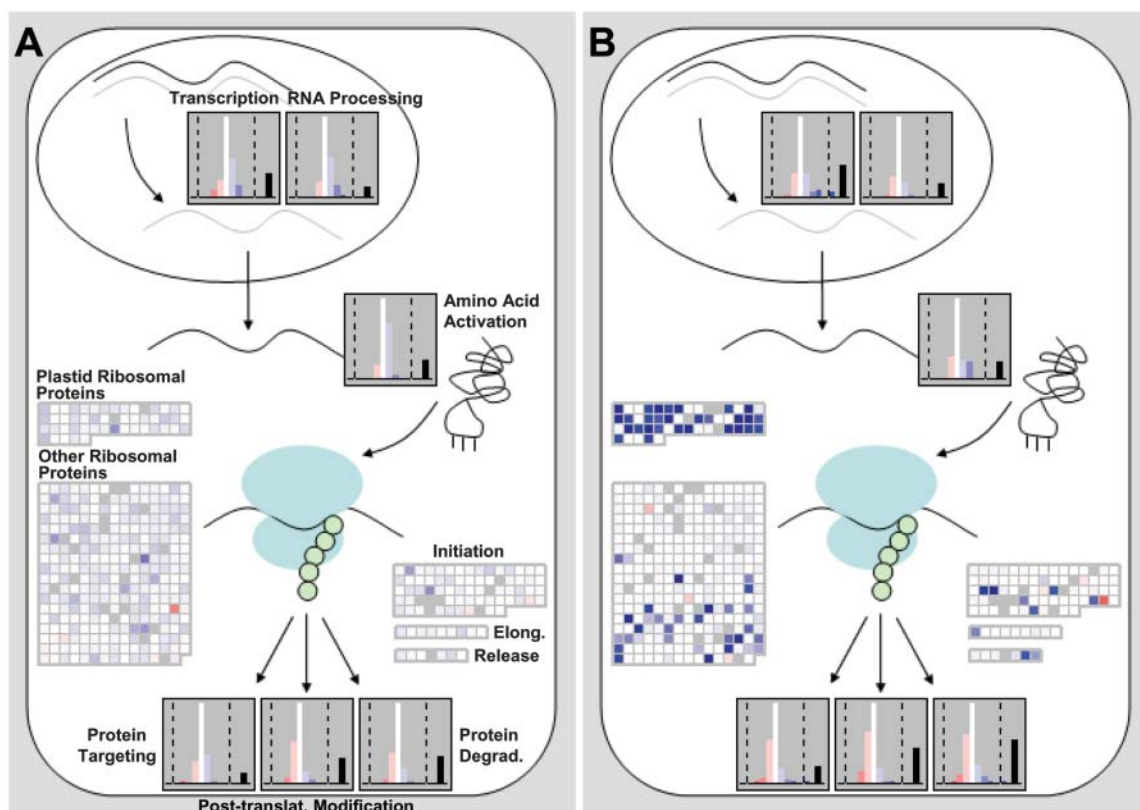 A
B
Transcription RNA Processing
Amino Acid
Activation
Plastid Ribosomal
Proteins
Other Ribosomal
Proteins
Initiation
Elong.
Release
Protein
Targeting
Protein
Degrad.
Post-translat. Modification